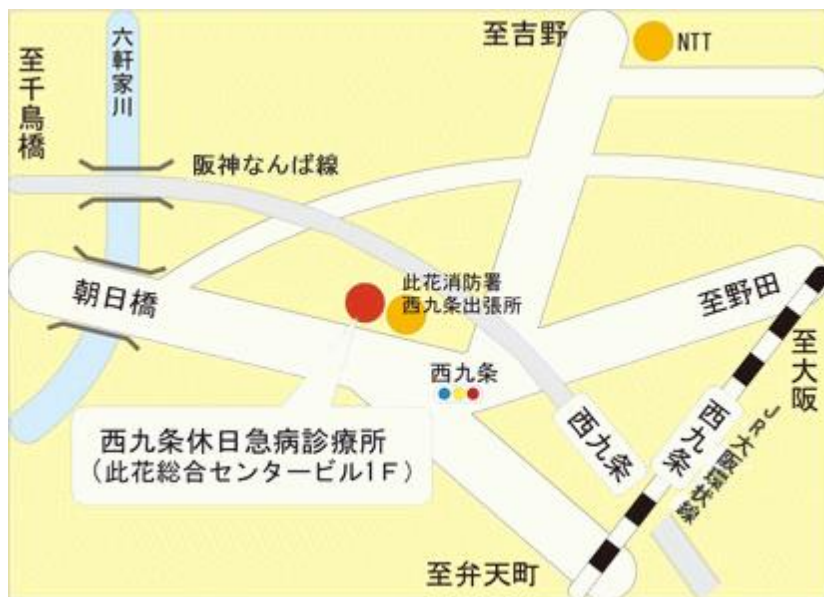 至吉野
NTT
六軒家川
至千鳥橋
阪神なんば線
朝日橋
此花消防署
西九条出張所
至野田
至大阪
西九条
西九条
西九条
JR大阪環状線
西九条休日急病診療所
（此花総合センタービル1F）
至弁天町